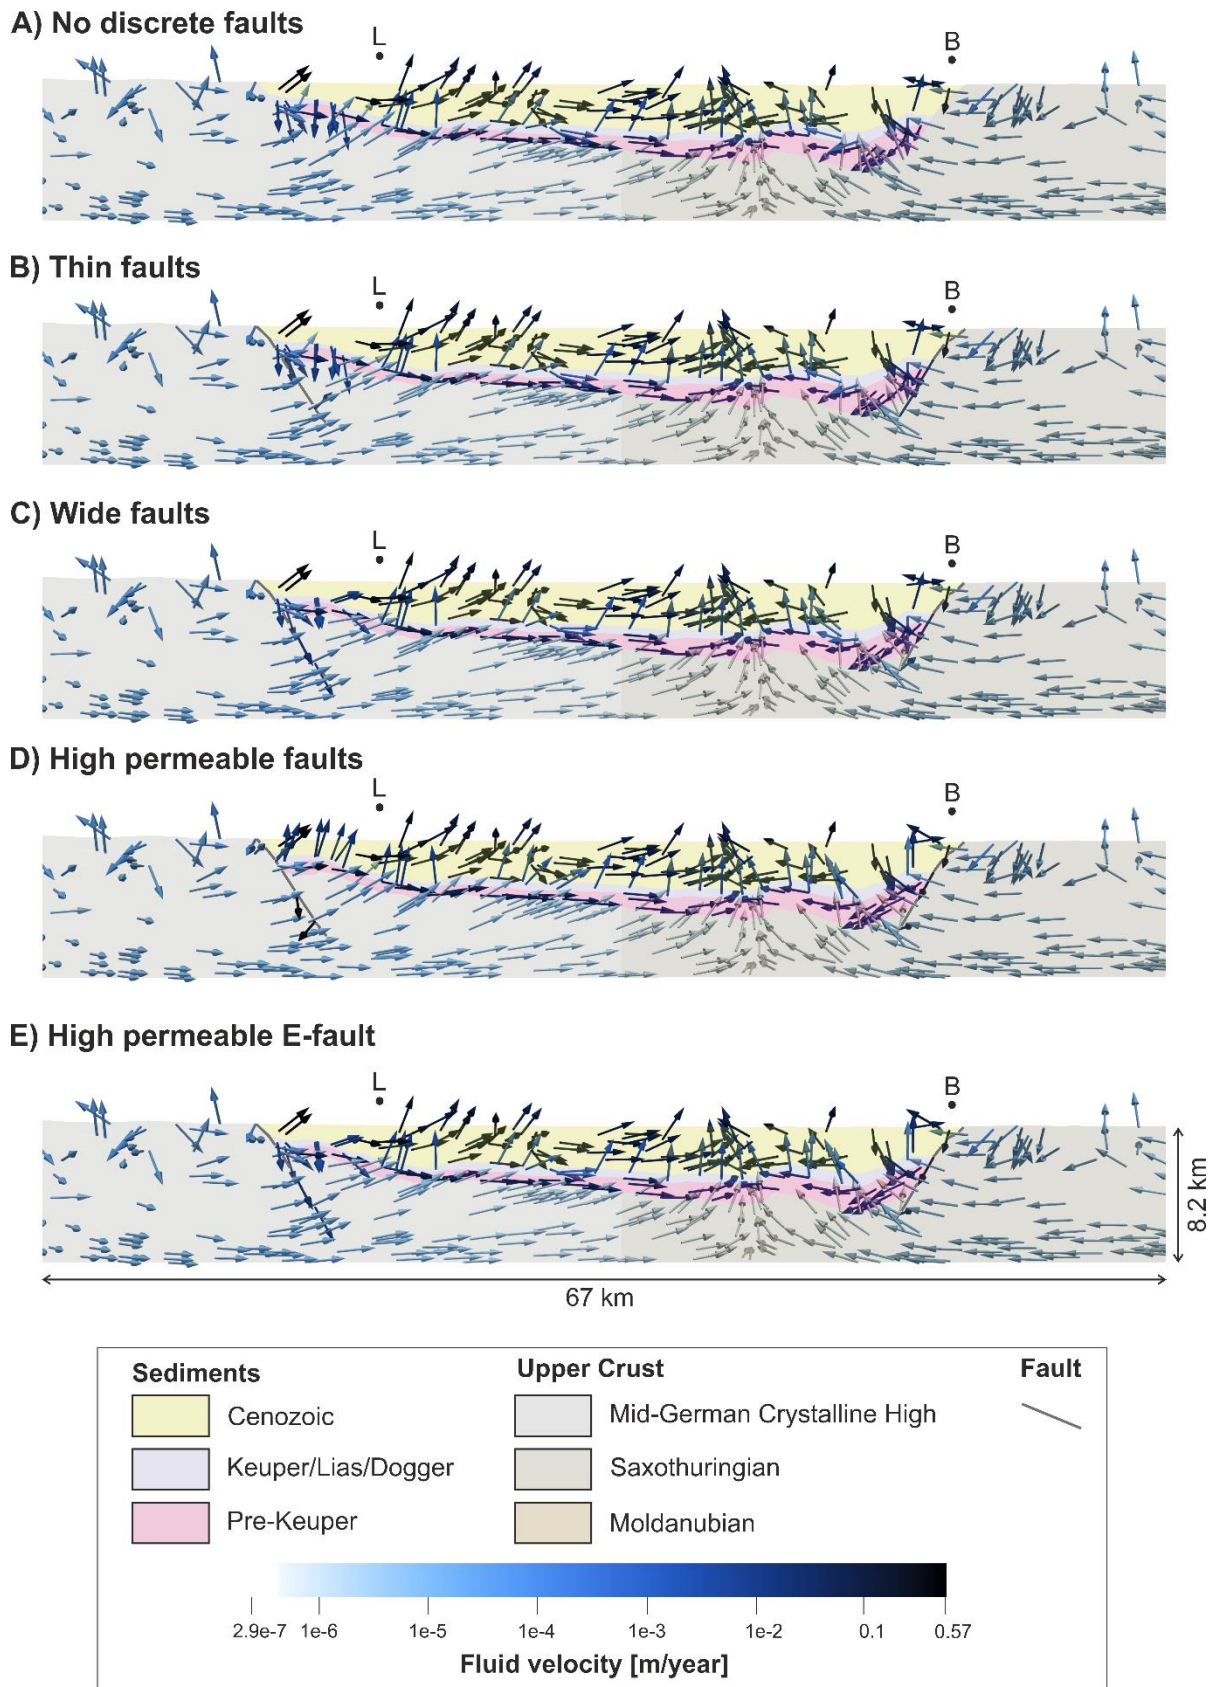 A) No discrete faults
L
B
B) Thin faults
L
B
C) Wide faults
L
B
D) High permeable faults
L
B
E) High permeable E-fault
L
B
8.2 km
67 km
Sediments
Upper Crust
Fault
Cenozoic
Mid-German Crystalline High
Keuper/Lias/Dogger
Saxothuringian
Pre-Keuper
Moldanubian
2.9e-7 1e-6 1e-5 1e-4 1e-3 1e-2 0.1 0.57
Fluid velocity [m/year]